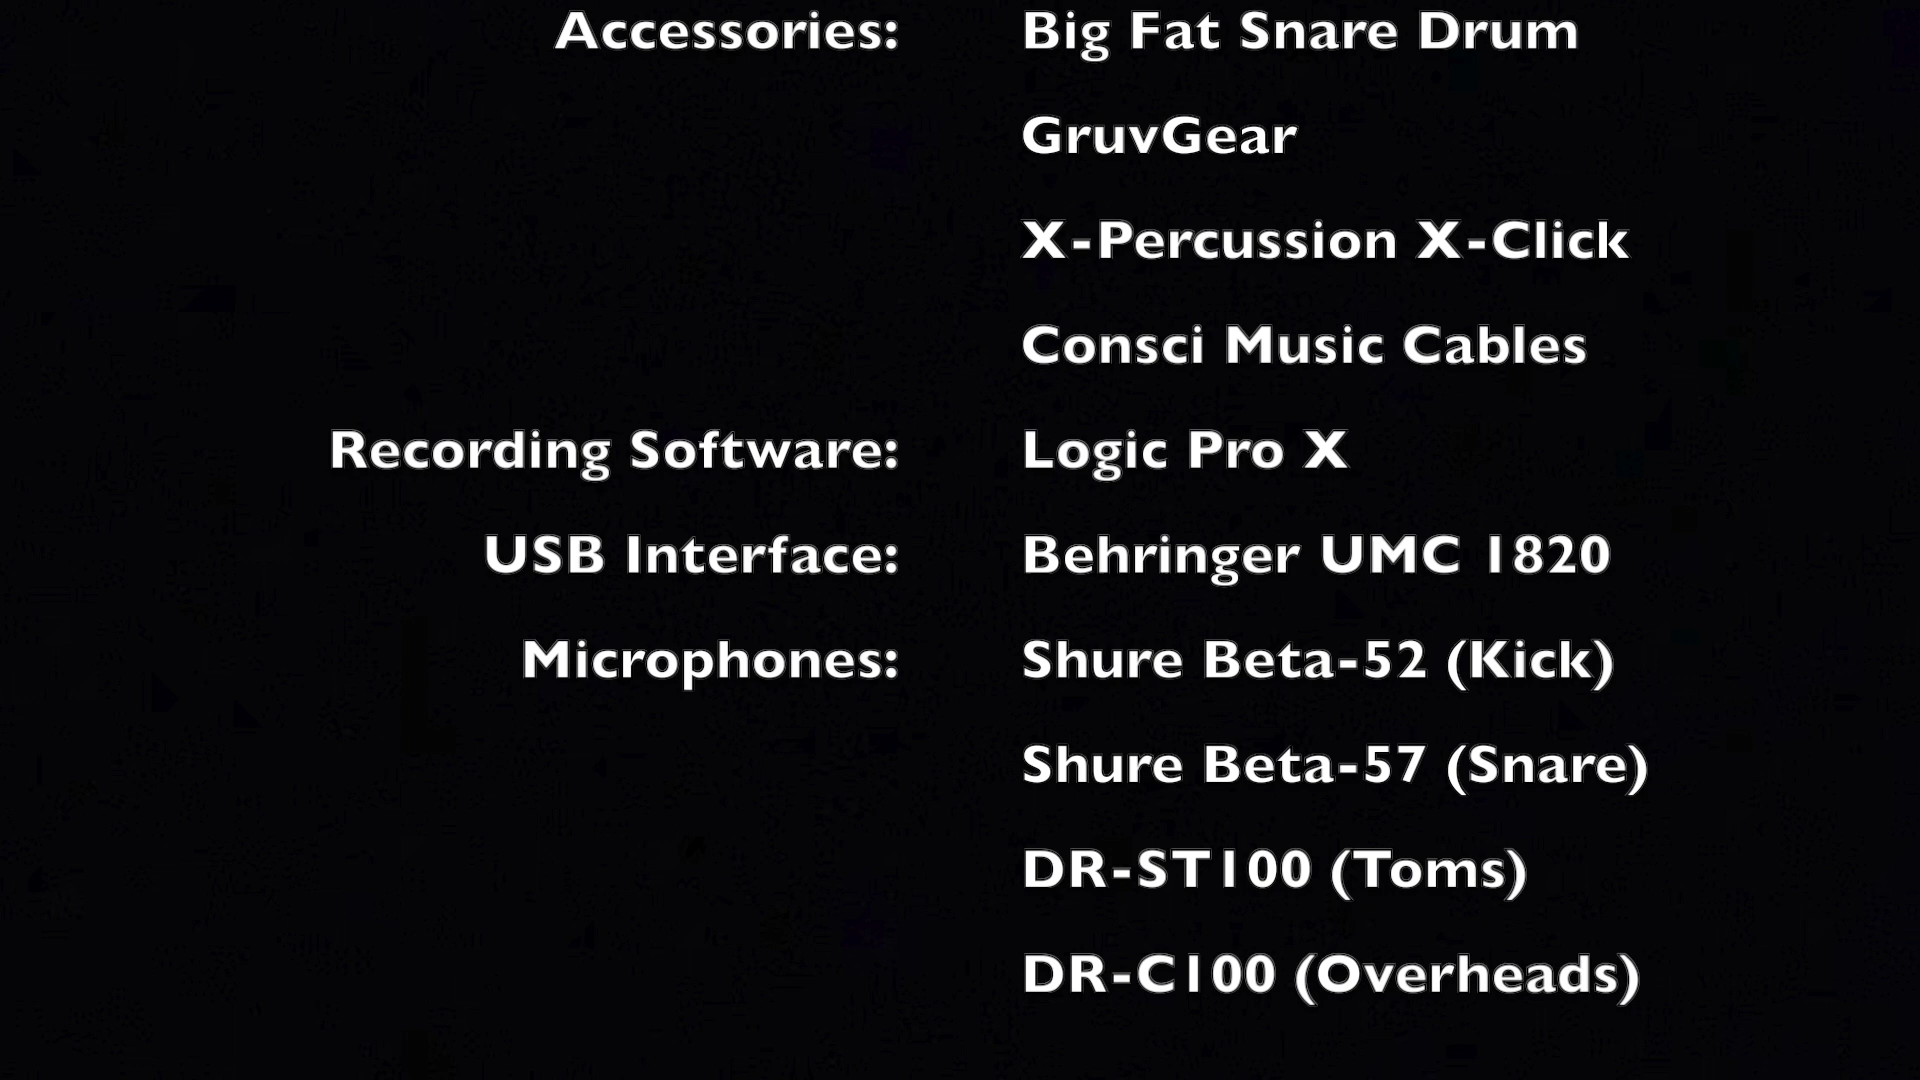 Accessories: Big Fat Snare Drum
GruvGear
X-Percussion X-Click
Consci Music Cables
Recording Software: Logic Pro X
USB Interface: Behringer UMC 1820
Microphones: Shure Beta-52 (Kick)
Shure Beta-57 (Snare)
DR-ST100 (Toms)
DR-C100 (Overheads)